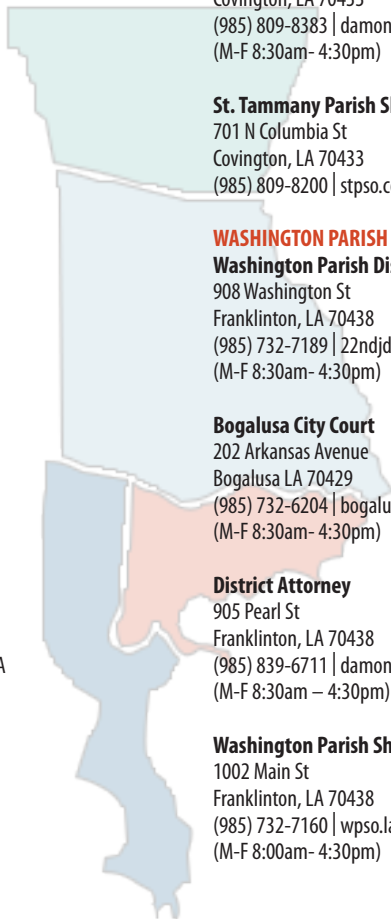 Covington, LA 70433
(985) 809-8383 | damon
(M-F 8:30am- 4:30pm)
St. Tammany Parish S
701 N Columbia St
Covington, LA 70433
(985) 809-8200 | stpso.c
WASHINGTON PARISH
Washington Parish Di
908 Washington St
Franklinton, LA 70438
(985) 732-7189 | 22ndjd
(M-F 8:30am- 4:30pm)
Bogalusa City Court
202 Arkansas Avenue
Bogalusa LA 70429
(985) 732-6204 | bogalu
(M-F 8:30am- 4:30pm)
District Attorney
905 Pearl St
Franklinton, LA 70438
A
(985) 839-6711 | damon
(M-F 8:30am – 4:30pm)
Washington Parish Sh
1002 Main St
Franklinton, LA 70438
(985) 732-7160 | wpso.la
(M-F 8:00am- 4:30pm)